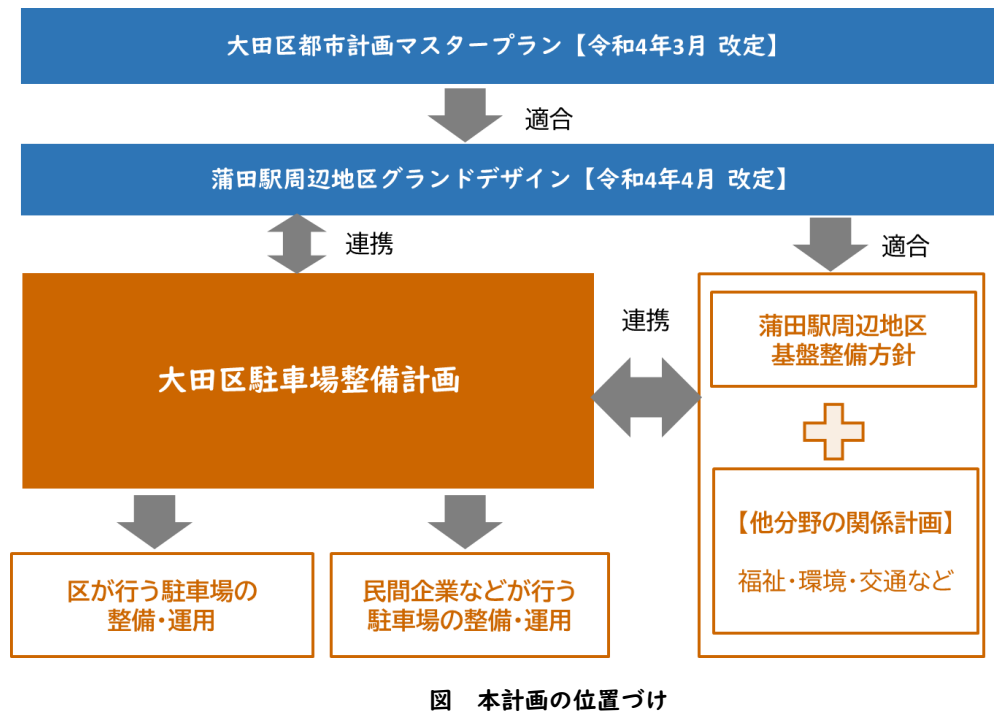 大田区都市計画マスタープラン【令和4年3月 改定】
適合
蒲田駅周辺地区グランドデザイン【令和4年4月 改定】
連携
適合
大田区駐車場整備計画
連携
蒲田駅周辺地区
基盤整備方針
【他分野の関係計画】
福祉・環境・交通など
区が行う駐車場の
整備・運用
民間企業などが行う
駐車場の整備・運用
図　本計画の位置づけ